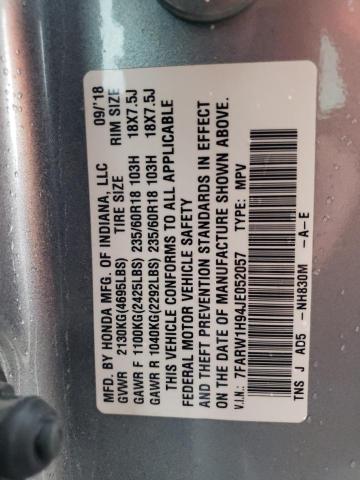 MFD. BY HONDA MFG. OF INDIANA, LLC 09/'18
GVWR 2130KG(4695LBS) TIRE SIZE RIM SIZE
GAWR F 1100KG(2425LBS) 235/60R18 103H 18X7.5J
GAWR R 1040KG(2292LBS) 235/60R18 103H 18X7.5J
THIS VEHICLE CONFORMS TO ALL APPLICABLE
FEDERAL MOTOR VEHICLE SAFETY
AND THEFT PREVENTION STANDARDS IN EFFECT
ON THE DATE OF MANUFACTURE SHOWN ABOVE.
V.I.N.: 7FARW1H94JE052057 TYPE: MPV
TNS J AD5 -NH830M -A-E